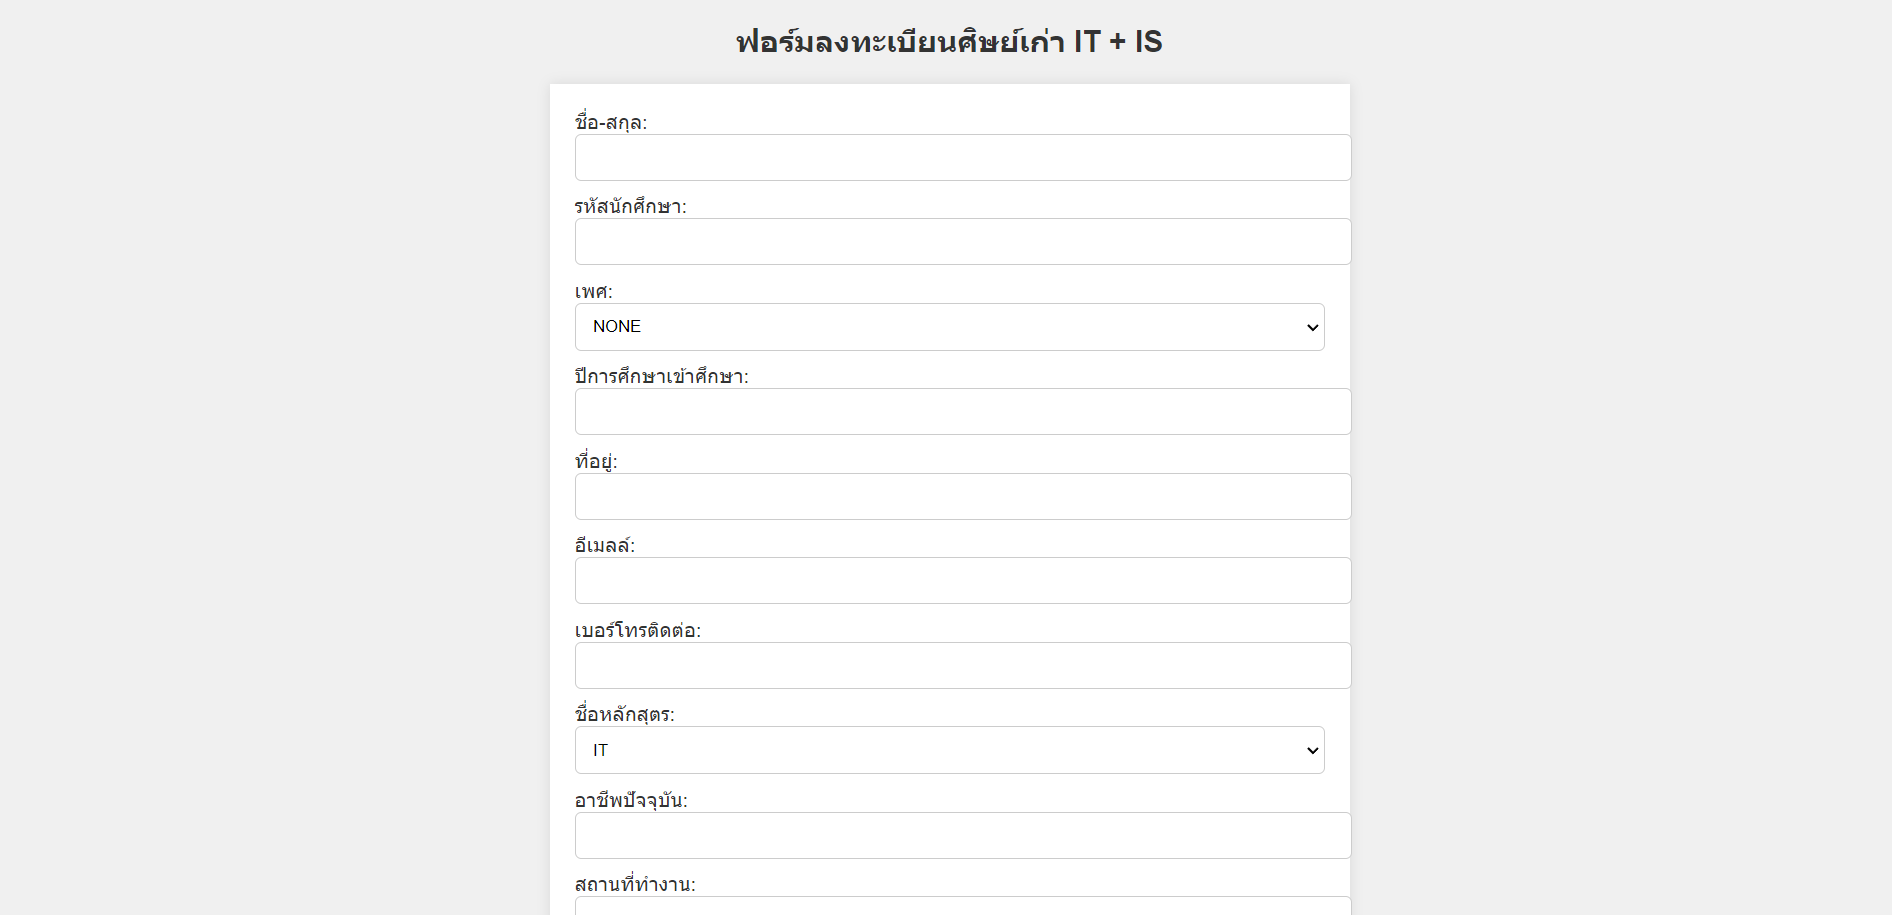 ฟอร์มลงทะเบียนศิษย์เก่า IT + IS
ชื่อ-สกุล:
รหัสนักศึกษา:
เพศ:
NONE
ปีการศึกษาเข้าศึกษา:
ที่อยู่:
อีเมลล์:
เบอร์โทรติดต่อ:
ชื่อหลักสุตร:
IT
อาชีพปัจจุบัน:
สถานที่ทำงาน: